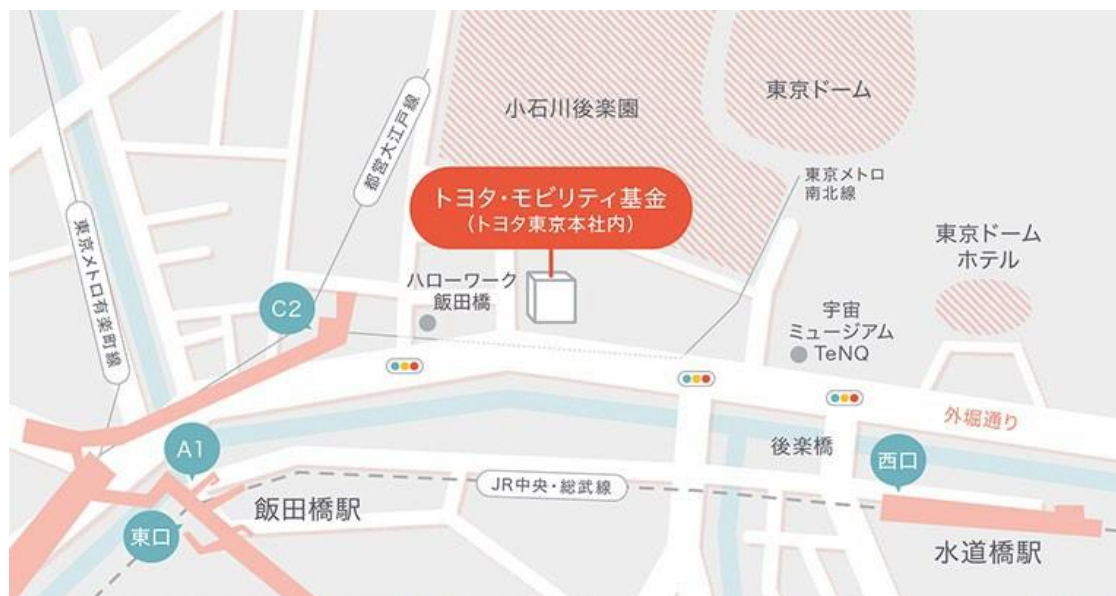 小石川後楽園
東京ドーム
都営大江戸線
トヨタ・モビリティ基金
(トヨタ東京本社内)
東京メトロ
南北線
東京メトロ有楽町線
東京ドーム
ホテル
ハローワーク
飯田橋
C2
宇宙
ミュージアム
TeNQ
外堀通り
後楽橋
A1
西口
JR中央・総武線
飯田橋駅
東口
水道橋駅